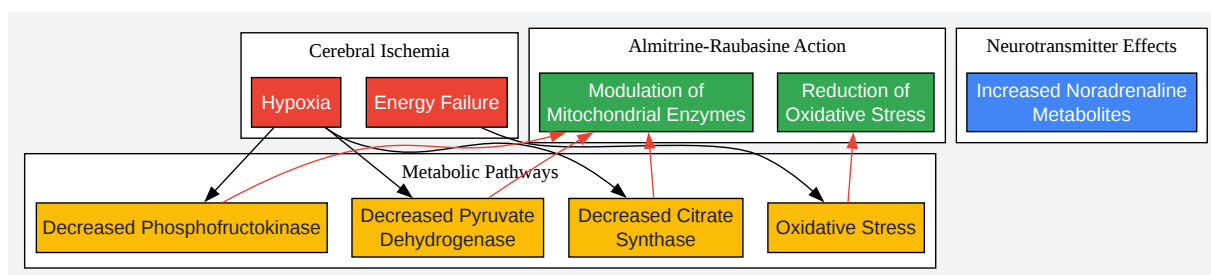 Cerebral Ischemia
Hypoxia
Energy Failure
Almitrine-Raubasine Action
Modulation of
Mitochondrial Enzymes
Reduction of
Oxidative Stress
Neurotransmitter Effects
Increased Noradrenaline
Metabolites
Metabolic Pathways
Decreased Phosphofructokinase
Decreased Pyruvate
Dehydrogenase
Decreased Citrate
Synthase
Oxidative Stress